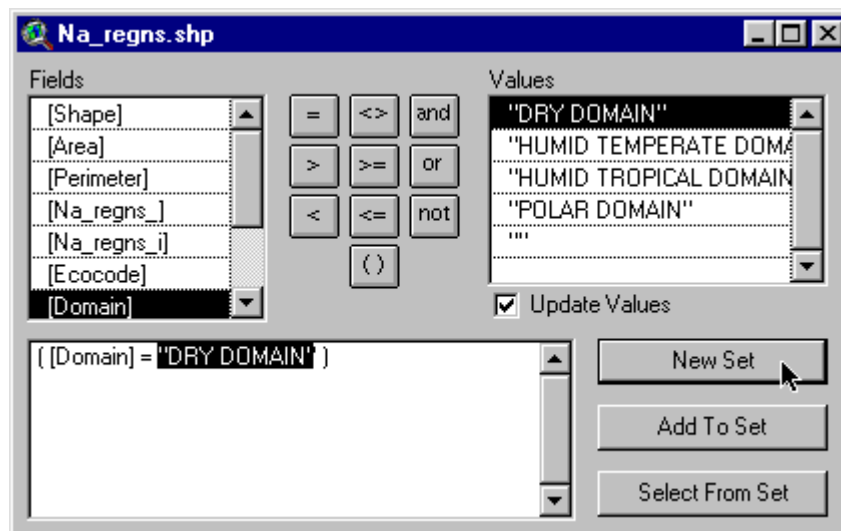 Na_regns.shp
Fields
[Shape]
[Area]
[Perimeter]
[Na_regns_]
[Na_regns_i]
[Ecocode]
[Domain]
= <> and
> >= or
< <= not
( )
Values
"DRY DOMAIN"
"HUMID TEMPERATE DOMA
"HUMID TROPICAL DOMAIN
"POLAR DOMAIN"
""
Update Values
( [Domain] = "DRY DOMAIN" )
New Set
Add To Set
Select From Set